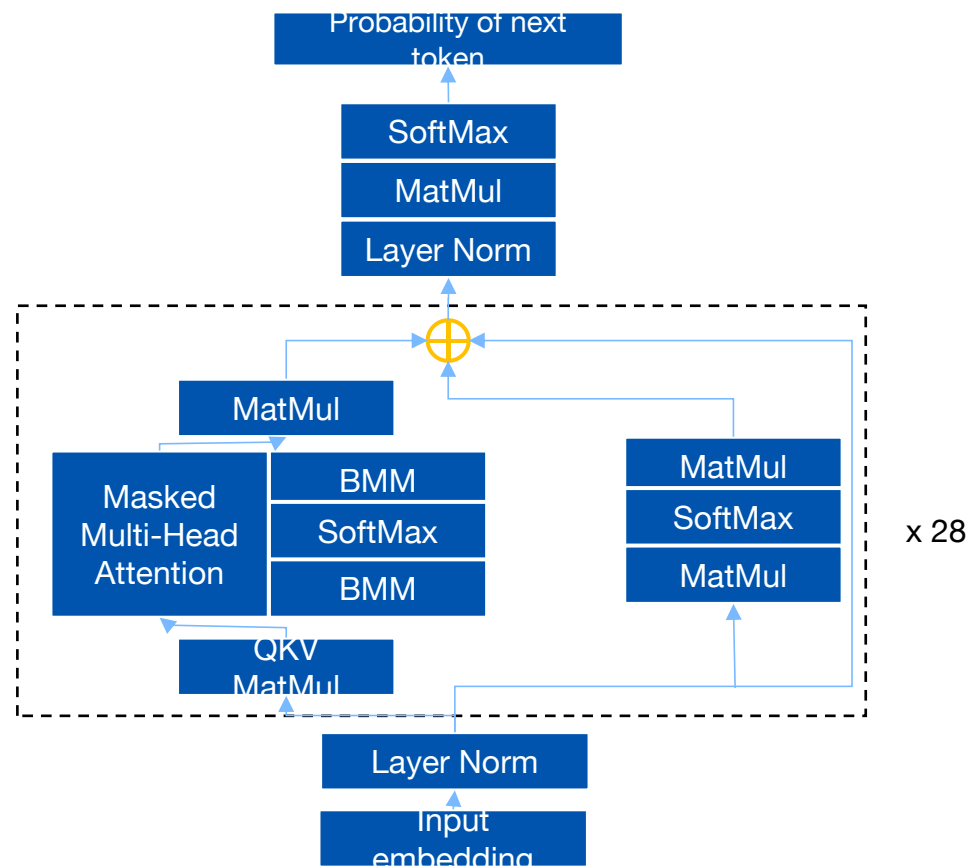 Probability of next
token
SoftMax
MatMul
Layer Norm
MatMul
Masked
Multi-Head
Attention
BMM
SoftMax
BMM
QKV
MatMul
MatMul
SoftMax
MatMul
x 28
Layer Norm
Input
embedding